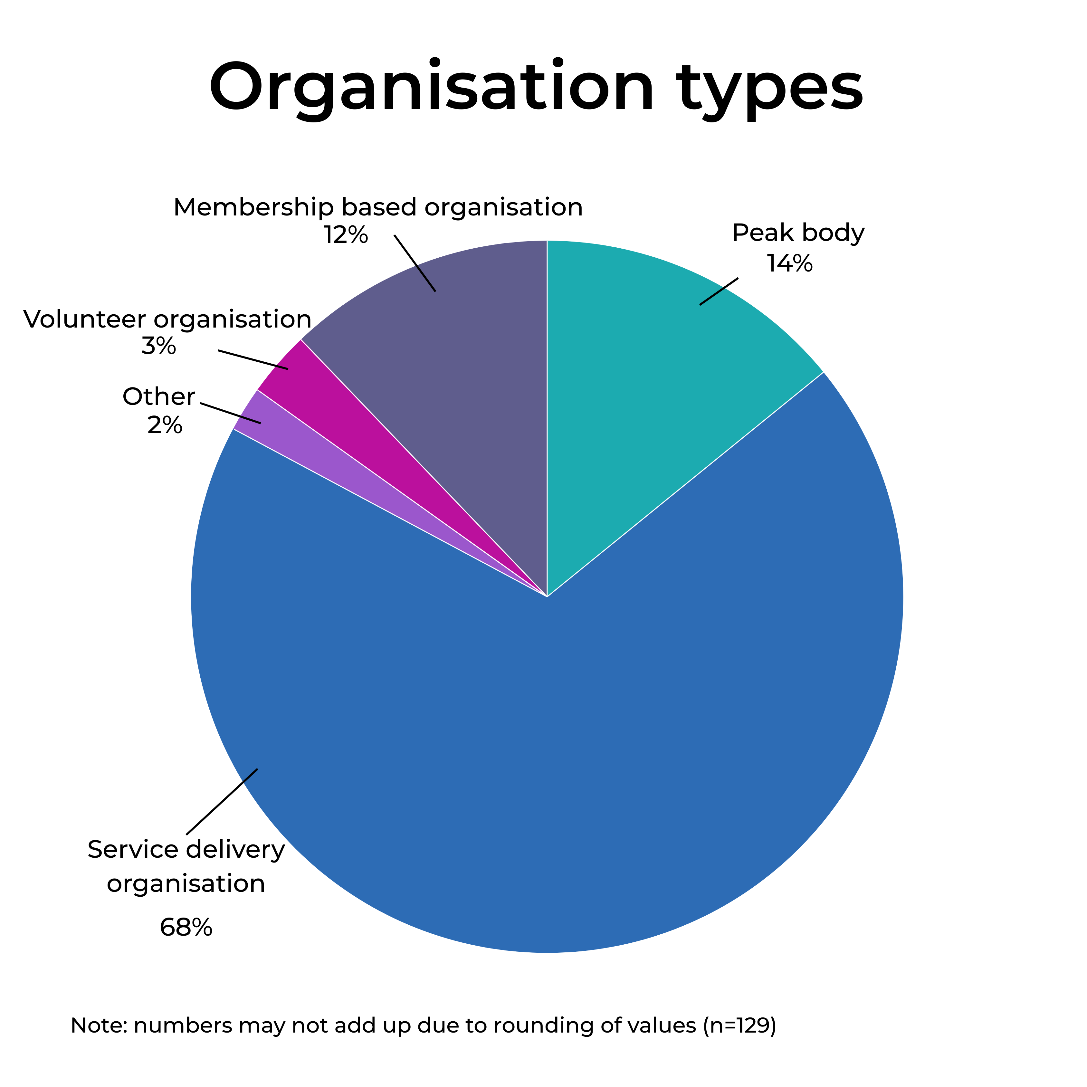 Organisation types
Membership based organisation
12%
Peak body
14%
Volunteer organisation
3%
Other
2%
Service delivery
organisation
68%
Note: numbers may not add up due to rounding of values (n=129)